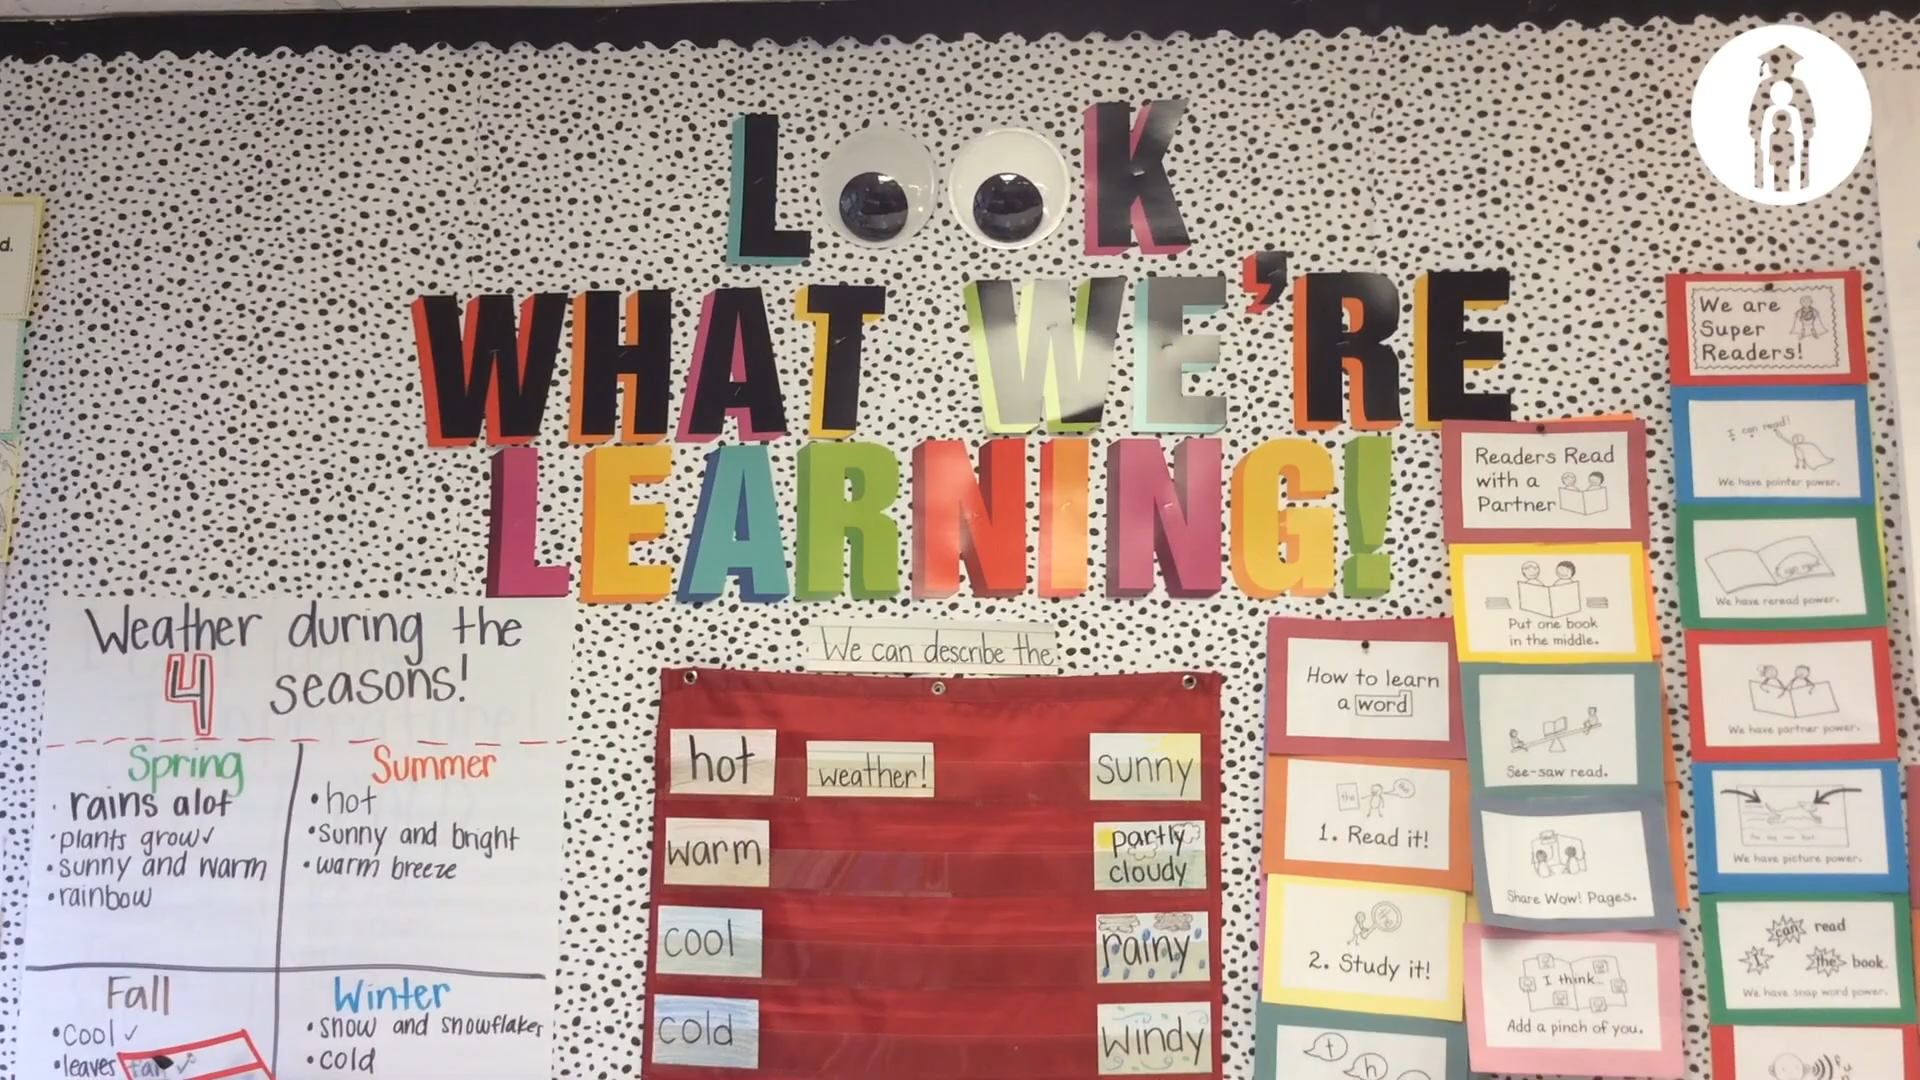 d.
LOOK
WHAT WE'RE
LEARNING!
Weather during the
4 seasons!
Spring
rains alot
plants grow✓
sunny and warm
rainbow
Summer
hot
sunny and bright
warm breeze
Fall
cool ✓
leaves fall ✓
Winter
snow and snowflakes
cold
We can describe the
weather!
hot
warm
cool
cold
sunny
partly
cloudy
rainy
windy
How to learn
a word
the
1. Read it!
2. Study it!
t
h
Readers Read
with a
Partner
Put one book
in the middle.
See-saw read.
Share Wow! Pages.
I think...
Add a pinch of you.
We are
Super
Readers!
I can read!
We have pointer power.
We have reread power.
We have partner power.
We have picture power.
I can read
the book.
We have snap word power.